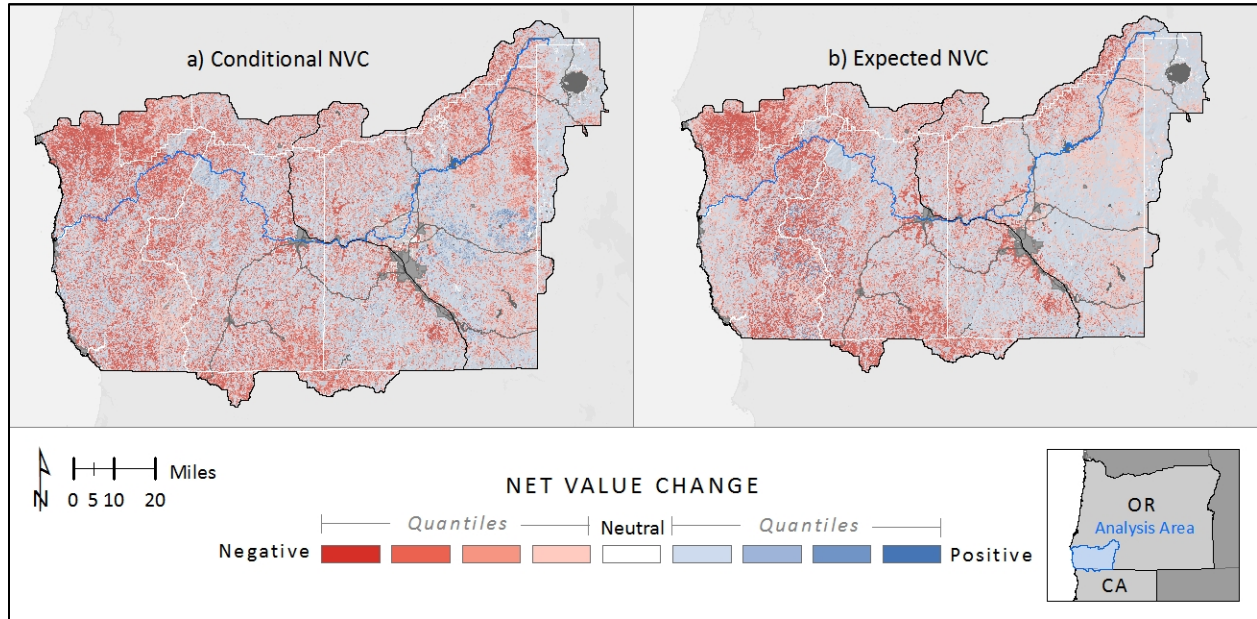 a) Conditional NVC
b) Expected NVC
N
Miles
0 5 10 20
NET VALUE CHANGE
Quantiles Neutral Quantiles
Negative Positive
OR
Analysis Area
CA